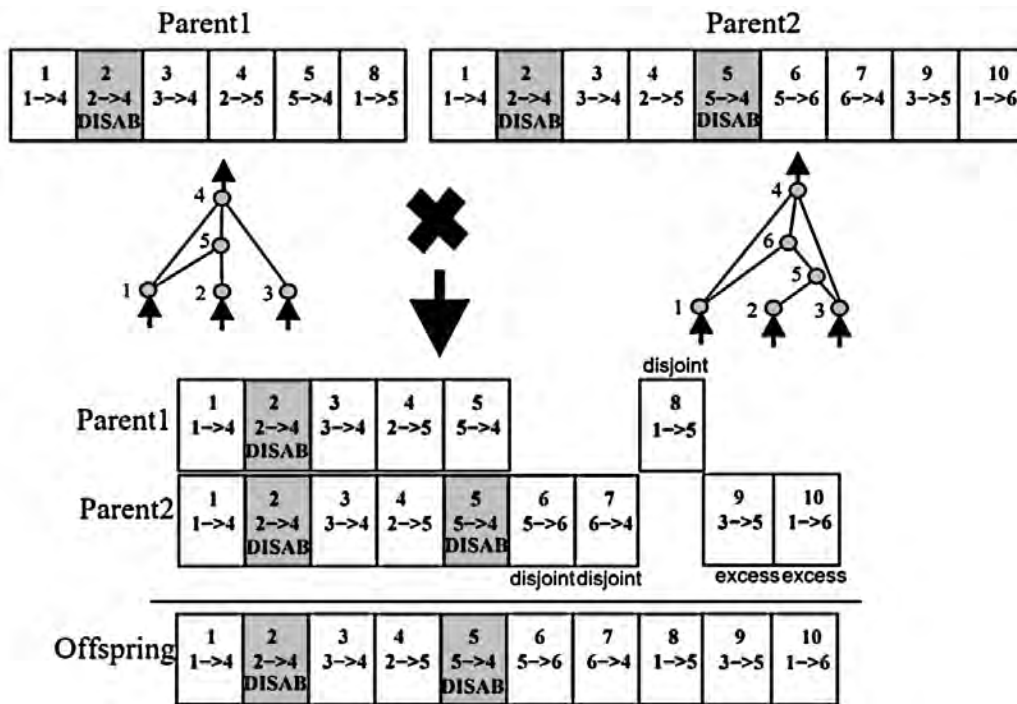 Parent1 Parent2
1 2 3 4 5 8 1 2 3 4 5 6 7 9 10
1->4 2->4 3->4 2->5 5->4 1->5 1->4 2->4 3->4 2->5 5->4 5->6 6->4 3->5 1->6
DISAB DISAB DISAB
4 4
5 6
5
1 2 3 1 2 3
disjoint
Parent1 1 2 3 4 5 8
1->4 2->4 3->4 2->5 5->4 1->5
DISAB
Parent2 1 2 3 4 5 6 7 9 10
1->4 2->4 3->4 2->5 5->4 5->6 6->4 3->5 1->6
DISAB DISAB
disjoint disjoint excess excess
Offspring 1 2 3 4 5 6 7 8 9 10
1->4 2->4 3->4 2->5 5->4 5->6 6->4 1->5 3->5 1->6
DISAB DISAB